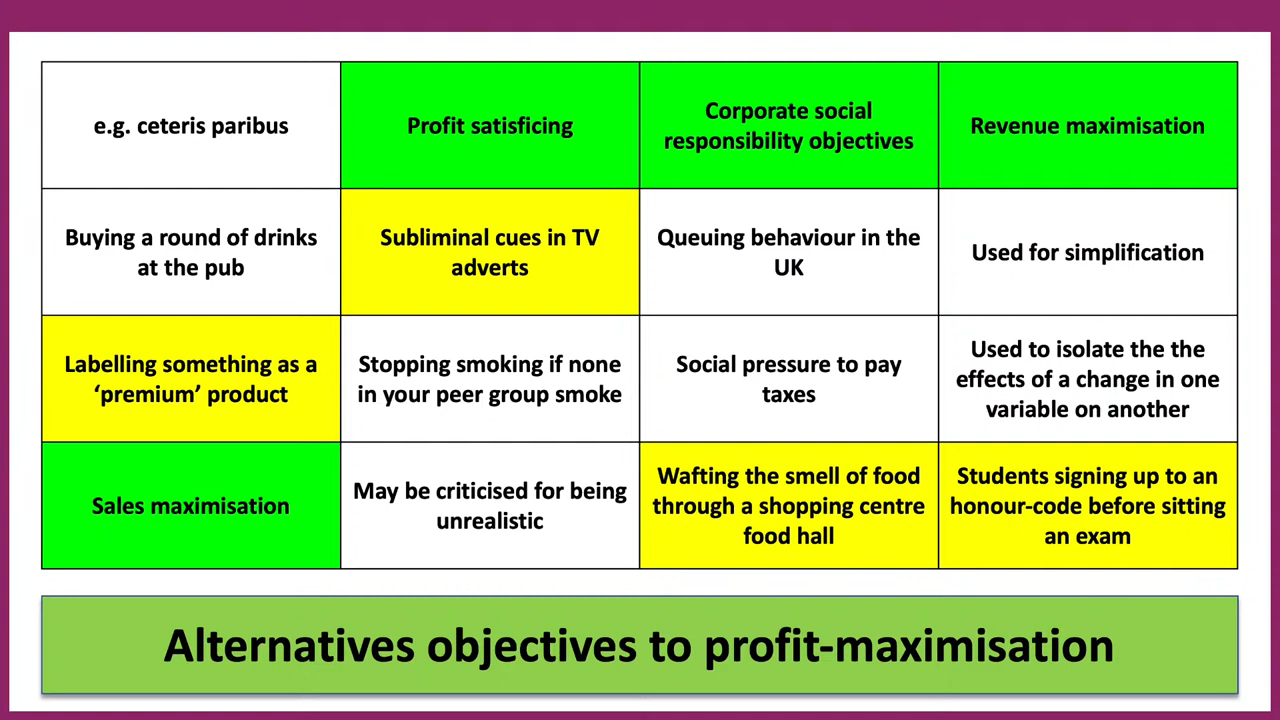 e.g. ceteris paribus
Profit satisficing
Corporate social
responsibility objectives
Revenue maximisation
Buying a round of drinks
at the pub
Subliminal cues in TV
adverts
Queuing behaviour in the
UK
Used for simplification
Labelling something as a
‘premium’ product
Stopping smoking if none
in your peer group smoke
Social pressure to pay
taxes
Used to isolate the the
effects of a change in one
variable on another
Sales maximisation
May be criticised for being
unrealistic
Wafting the smell of food
through a shopping centre
food hall
Students signing up to an
honour-code before sitting
an exam
Alternatives objectives to profit-maximisation